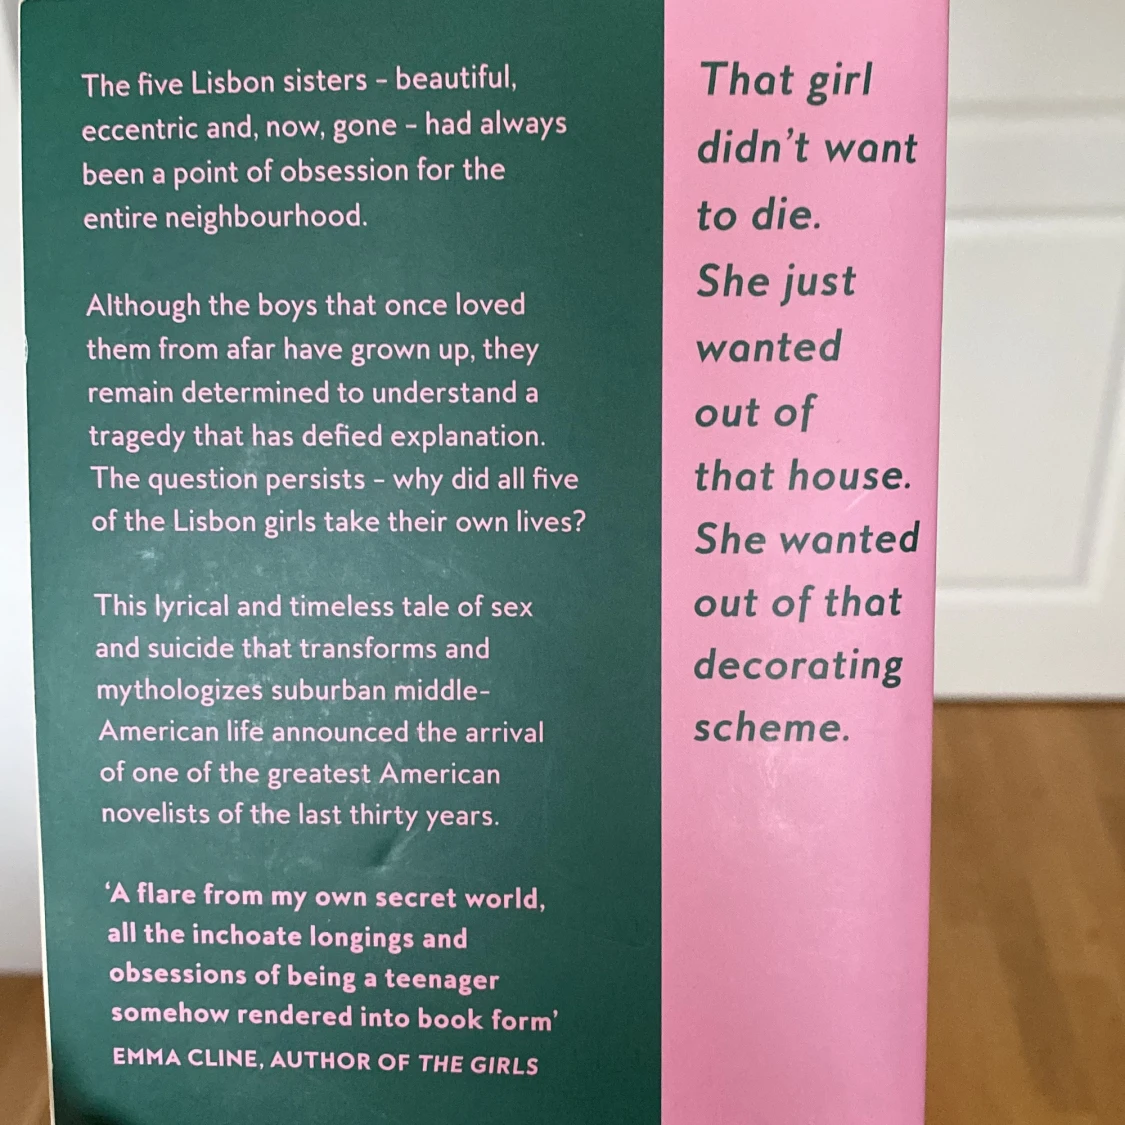 The five Lisbon sisters – beautiful,
eccentric and, now, gone – had always
been a point of obsession for the
entire neighbourhood.
Although the boys that once loved
them from afar have grown up, they
remain determined to understand a
tragedy that has defied explanation.
The question persists – why did all five
of the Lisbon girls take their own lives?
This lyrical and timeless tale of sex
and suicide that transforms and
mythologizes suburban middle-
American life announced the arrival
of one of the greatest American
novelists of the last thirty years.
‘A flare from my own secret world,
all the inchoate longings and
obsessions of being a teenager
somehow rendered into book form’
EMMA CLINE, AUTHOR OF THE GIRLS
That girl
didn’t want
to die.
She just
wanted
out of
that house.
She wanted
out of that
decorating
scheme.